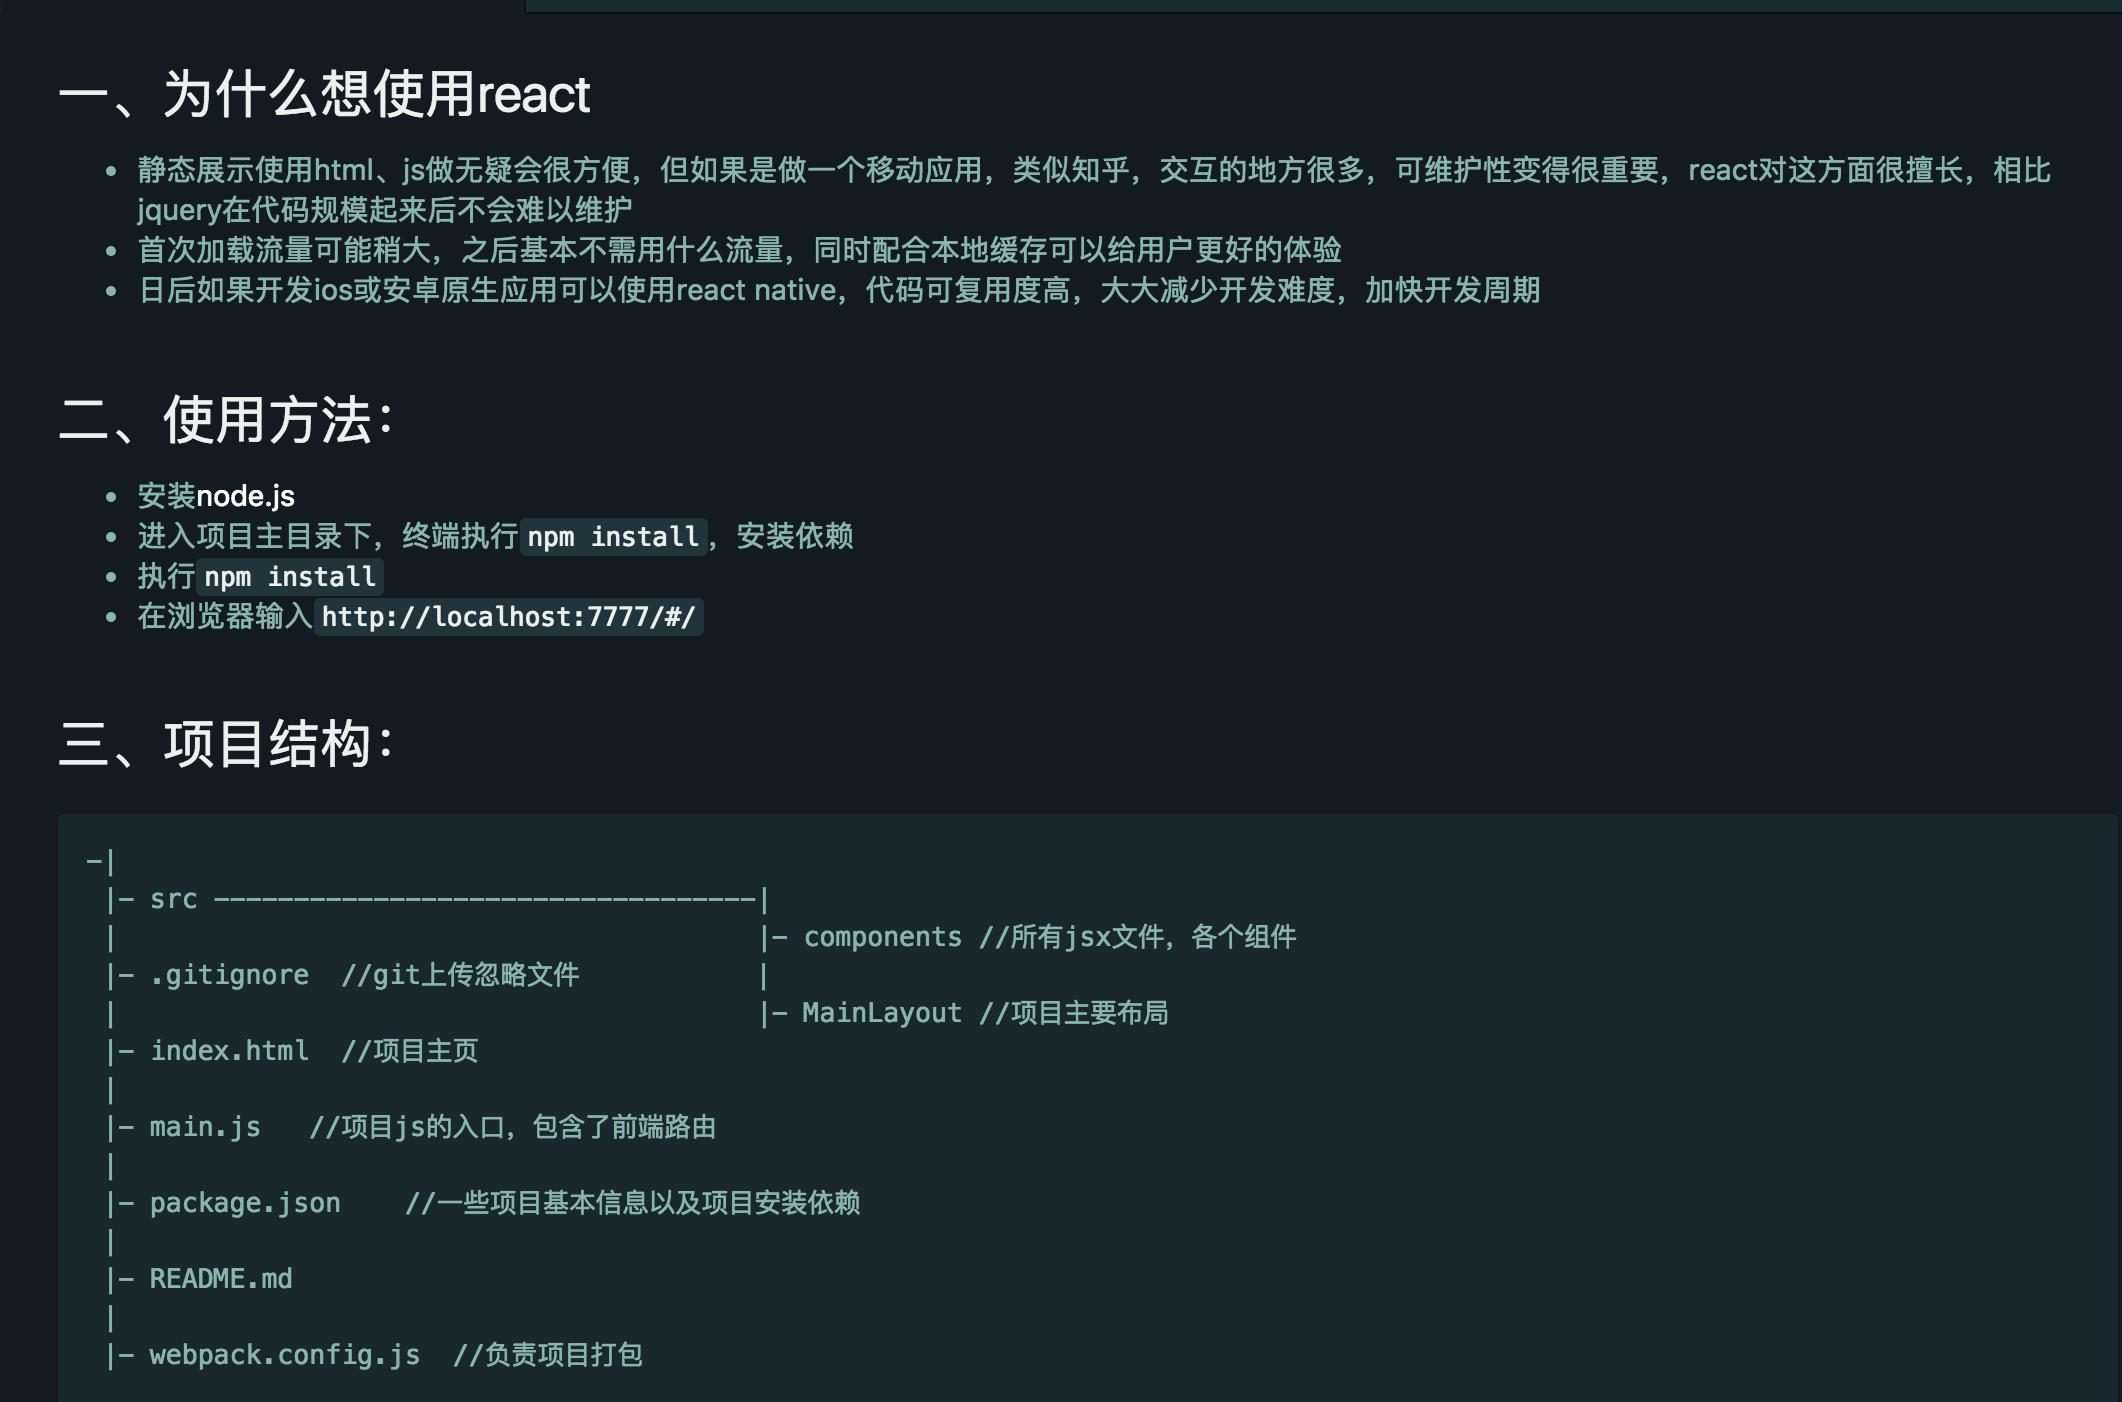 一、为什么想使用react
• 静态展示使用html、js做无疑会很方便，但如果是做一个移动应用，类似知乎，交互的地方很多，可维护性变得很重要，react对这方面很擅长，相比
jquery在代码规模起来后不会难以维护
• 首次加载流量可能稍大，之后基本不需用什么流量，同时配合本地缓存可以给用户更好的体验
• 日后如果开发ios或安卓原生应用可以使用react native，代码可复用度高，大大减少开发难度，加快开发周期
二、使用方法：
• 安装node.js
• 进入项目主目录下，终端执行npm install，安装依赖
• 执行npm install
• 在浏览器输入http://localhost:7777/#/
三、项目结构：
-|
 |- src ----------------------------------|
 |                                        |- components //所有jsx文件，各个组件
 |- .gitignore  //git上传忽略文件           |
 |                                        |- MainLayout //项目主要布局
 |- index.html  //项目主页
 |
 |- main.js   //项目js的入口，包含了前端路由
 |
 |- package.json    //一些项目基本信息以及项目安装依赖
 |
 |- README.md
 |
 |- webpack.config.js  //负责项目打包